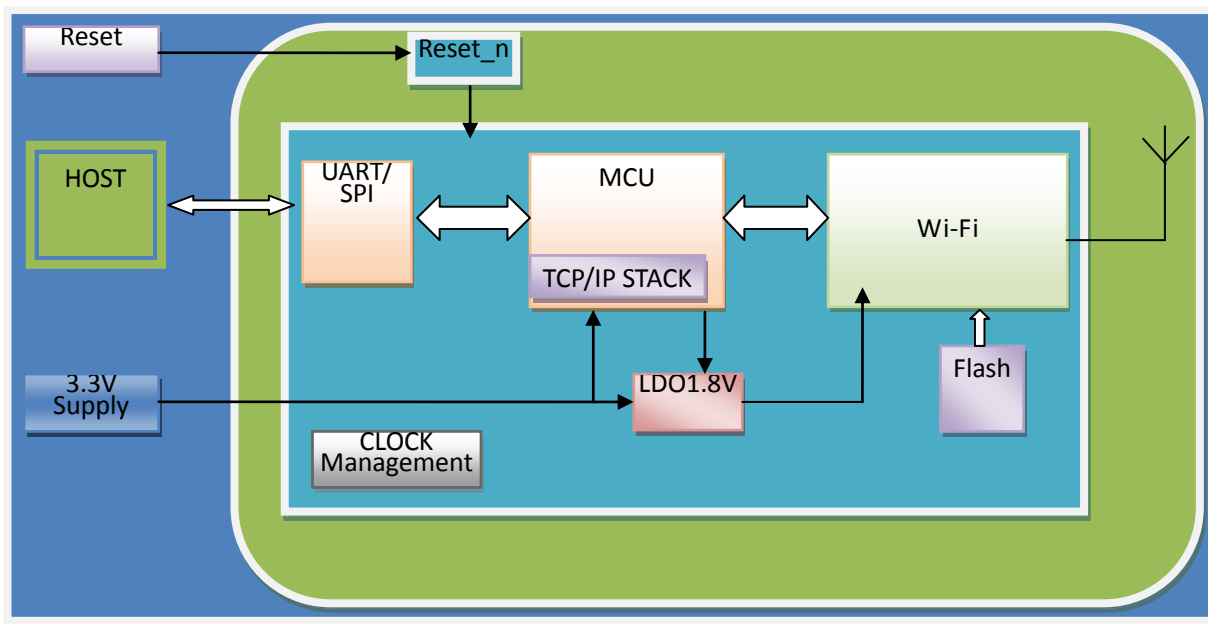 Reset
Reset_n
HOST
UART/
SPI
MCU
TCP/IP STACK
Wi-Fi
3.3V
Supply
LDO1.8V
Flash
CLOCK
Management